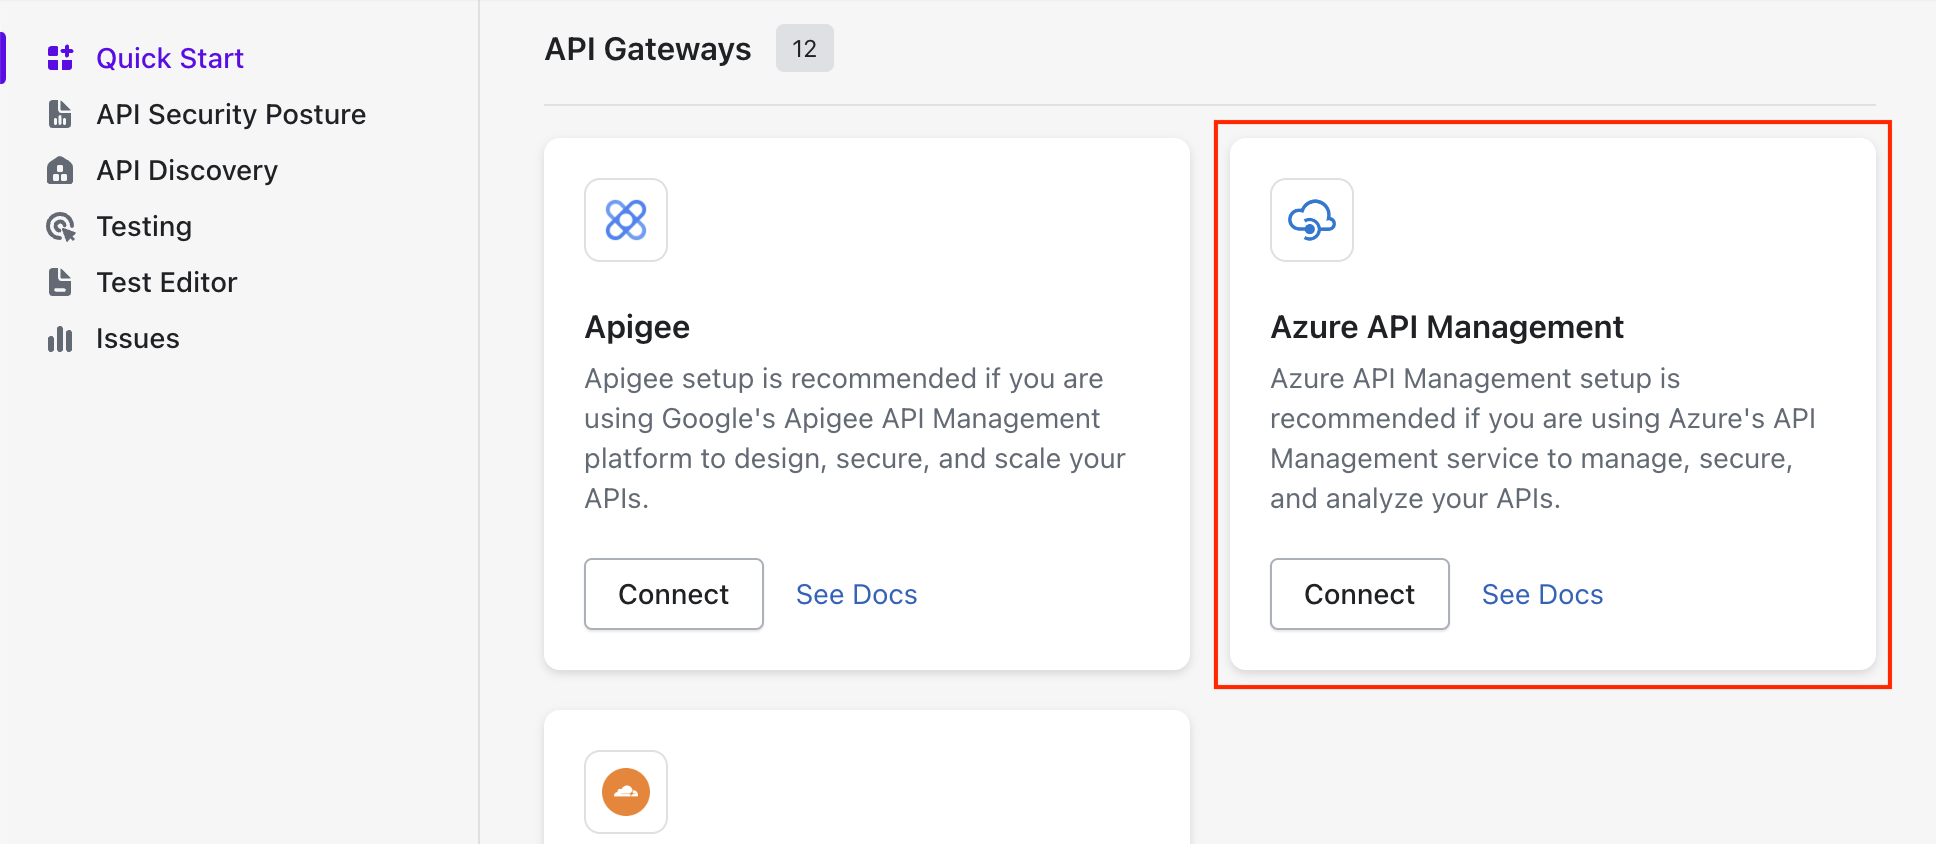 Quick Start
API Security Posture
API Discovery
Testing
Test Editor
Issues
API Gateways 12
Apigee
Apigee setup is recommended if you are
using Google's Apigee API Management
platform to design, secure, and scale your
APIs.
Connect See Docs
Azure API Management
Azure API Management setup is
recommended if you are using Azure's API
Management service to manage, secure,
and analyze your APIs.
Connect See Docs